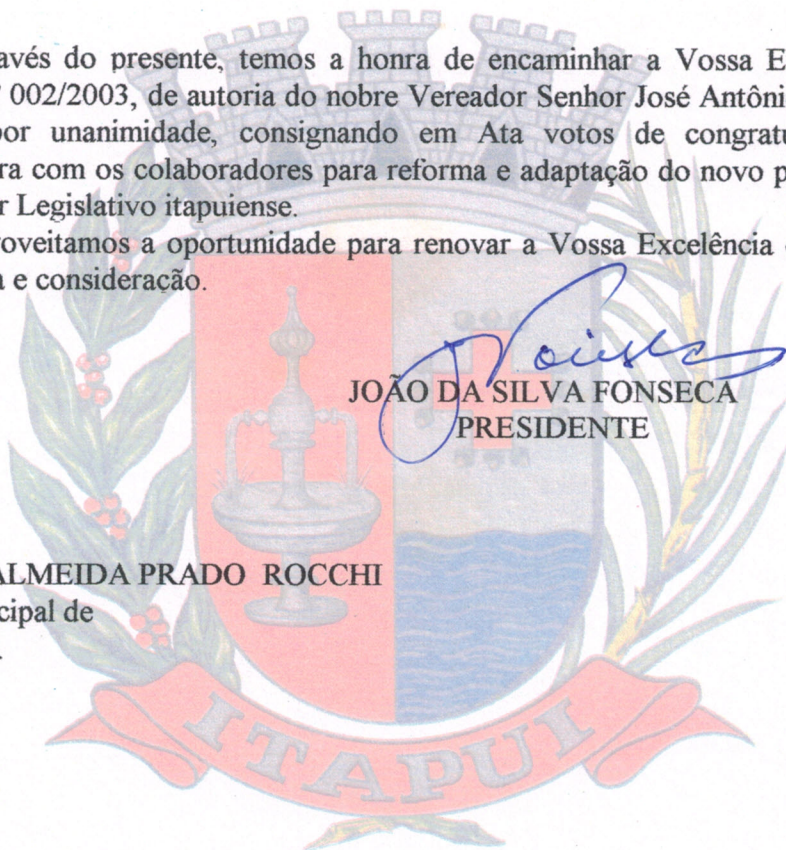 avés do presente, temos a honra de encaminhar a Vossa E
002/2003, de autoria do nobre Vereador Senhor José Antôni
por unanimidade, consignando em Ata votos de congratu
ra com os colaboradores para reforma e adaptação do novo p
r Legislativo itapuiense.
roveitamos a oportunidade para renovar a Vossa Excelência
a e consideração.
JOÃO DA SILVA FONSECA
PRESIDENTE
ALMEIDA PRADO ROCCHI
cipal de
ITAPUI